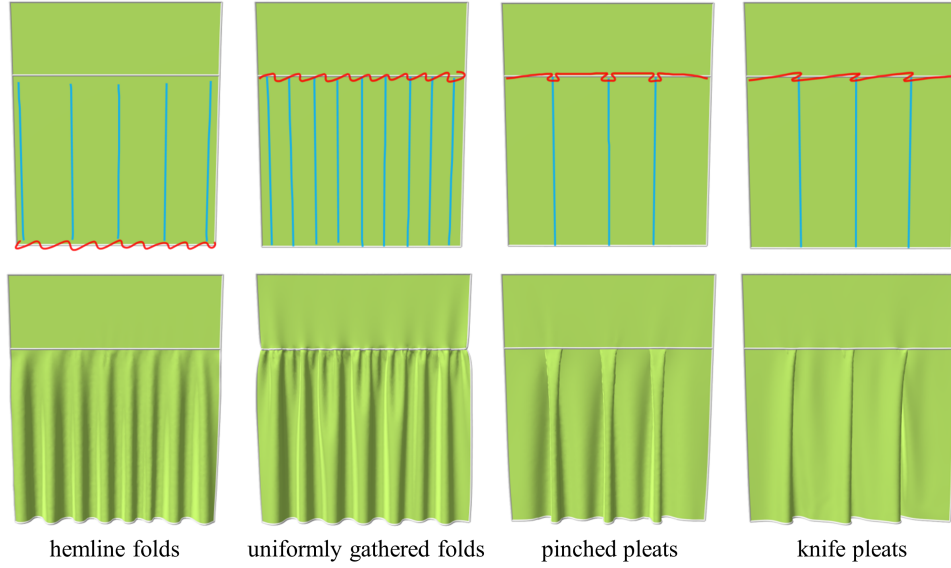 hemline folds
uniformly gathered folds
pinched pleats
knife pleats